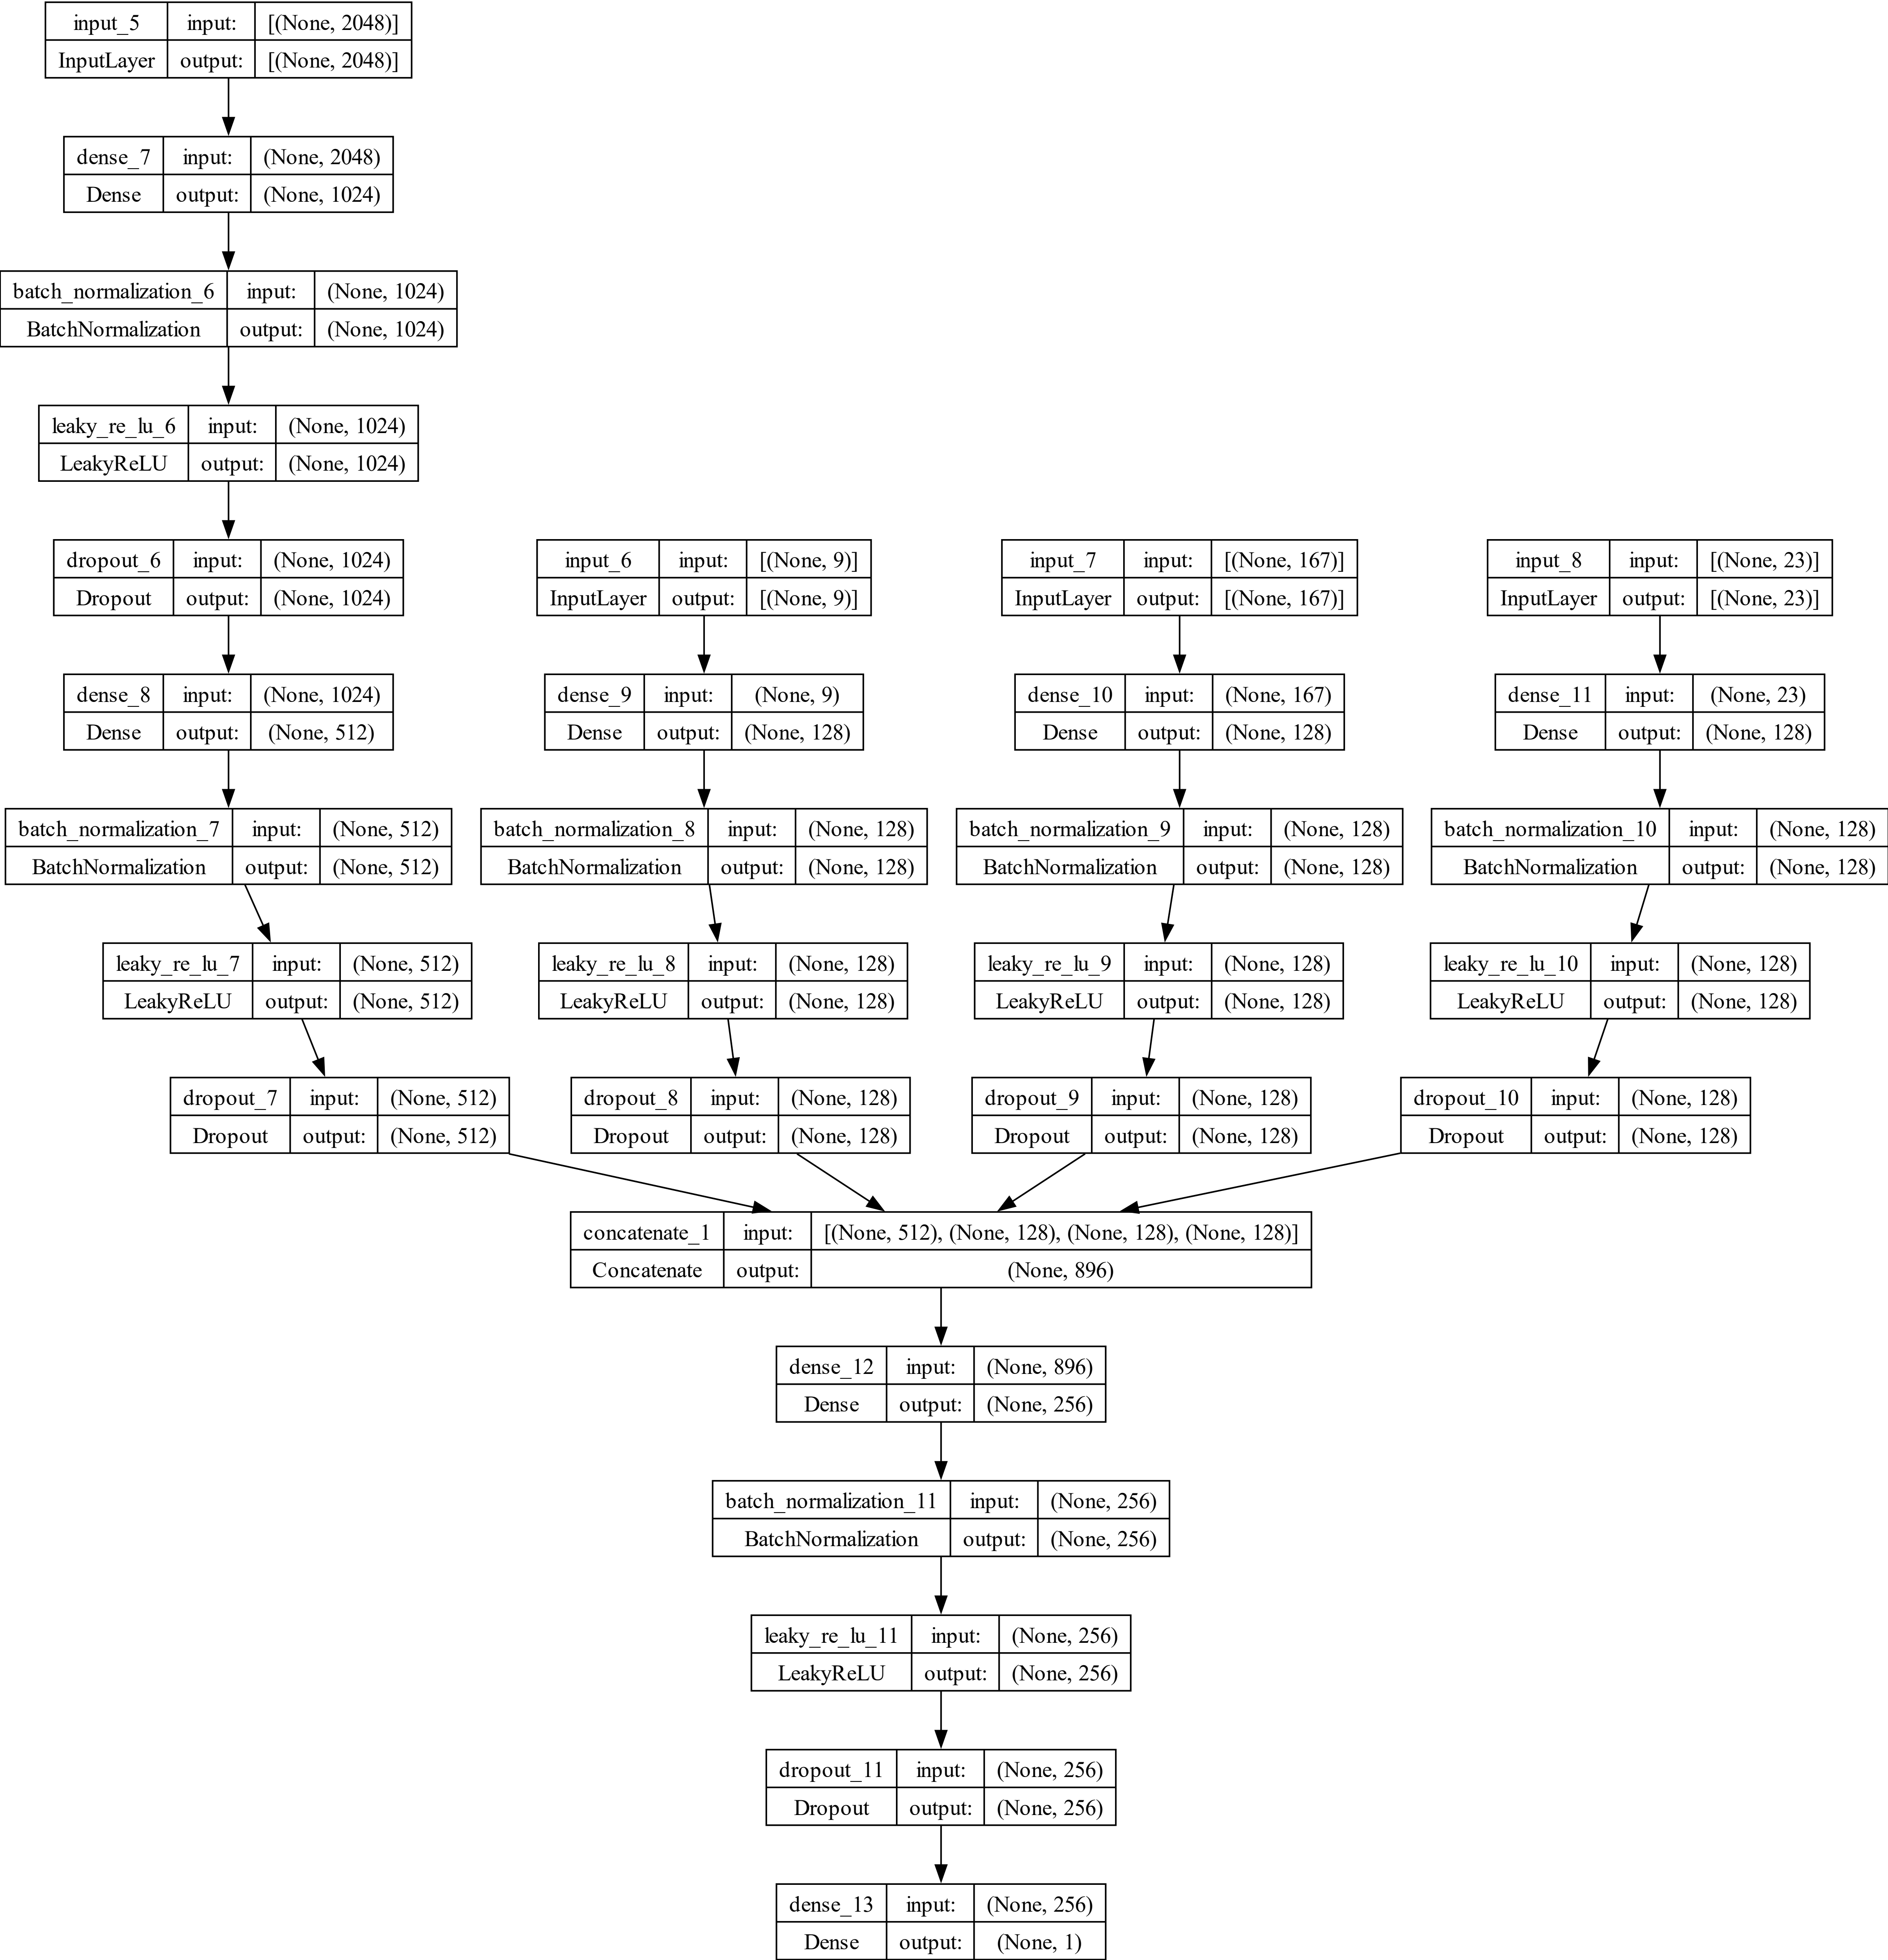 input_5 input: [(None, 2048)]
InputLayer output: [(None, 2048)]
dense_7 input: (None, 2048)
Dense output: (None, 1024)
batch_normalization_6 input: (None, 1024)
BatchNormalization output: (None, 1024)
leaky_re_lu_6 input: (None, 1024)
LeakyReLU output: (None, 1024)
dropout_6 input: (None, 1024) input_6 input: [(None, 9)] input_7 input: [(None, 167)] input_8 input: [(None, 23)]
Dropout output: (None, 1024) InputLayer output: [(None, 9)] InputLayer output: [(None, 167)] InputLayer output: [(None, 23)]
dense_8 input: (None, 1024) dense_9 input: (None, 9) dense_10 input: (None, 167) dense_11 input: (None, 23)
Dense output: (None, 512) Dense output: (None, 128) Dense output: (None, 128) Dense output: (None, 128)
batch_normalization_7 input: (None, 512) batch_normalization_8 input: (None, 128) batch_normalization_9 input: (None, 128) batch_normalization_10 input: (None, 128)
BatchNormalization output: (None, 512) BatchNormalization output: (None, 128) BatchNormalization output: (None, 128) BatchNormalization output: (None, 128)
leaky_re_lu_7 input: (None, 512) leaky_re_lu_8 input: (None, 128) leaky_re_lu_9 input: (None, 128) leaky_re_lu_10 input: (None, 128)
LeakyReLU output: (None, 512) LeakyReLU output: (None, 128) LeakyReLU output: (None, 128) LeakyReLU output: (None, 128)
dropout_7 input: (None, 512) dropout_8 input: (None, 128) dropout_9 input: (None, 128) dropout_10 input: (None, 128)
Dropout output: (None, 512) Dropout output: (None, 128) Dropout output: (None, 128) Dropout output: (None, 128)
concatenate_1 input: [(None, 512), (None, 128), (None, 128), (None, 128)]
Concatenate output: (None, 896)
dense_12 input: (None, 896)
Dense output: (None, 256)
batch_normalization_11 input: (None, 256)
BatchNormalization output: (None, 256)
leaky_re_lu_11 input: (None, 256)
LeakyReLU output: (None, 256)
dropout_11 input: (None, 256)
Dropout output: (None, 256)
dense_13 input: (None, 256)
Dense output: (None, 1)